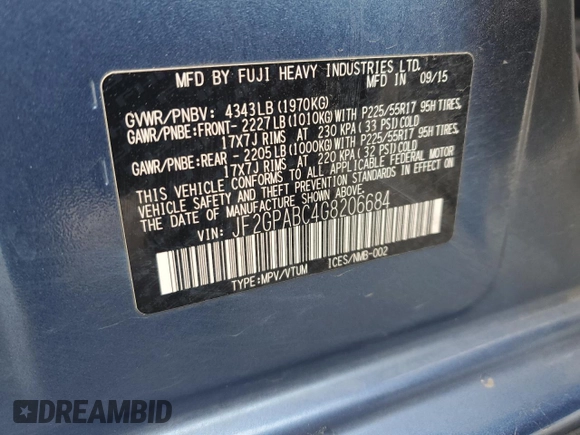 MFD BY FUJI HEAVY INDUSTRIES LTD.
MFD IN 09/15
GVWR/PNBV: 4343LB(1970KG)
GAWR/PNBE:FRONT- 2227LB(1010KG)WITH P225/55R17 95H TIRES,
17X7J RIMS AT 230 KPA(33 PSI)COLD
GAWR/PNBE:REAR - 2205LB(1000KG)WITH P225/55R17 95H TIRES,
17X7J RIMS AT 220 KPA(32 PSI)COLD
THIS VEHICLE CONFORMS TO ALL APPLICABLE FEDERAL MOTOR
VEHICLE SAFETY AND THEFT PREVENTION STANDARDS IN EFFECT ON
THE DATE OF MANUFACTURE SHOWN ABOVE.
VIN: JF2GPABC4G8206684
TYPE:MPV/VTUM ICES/NMB-002
DREAMBID